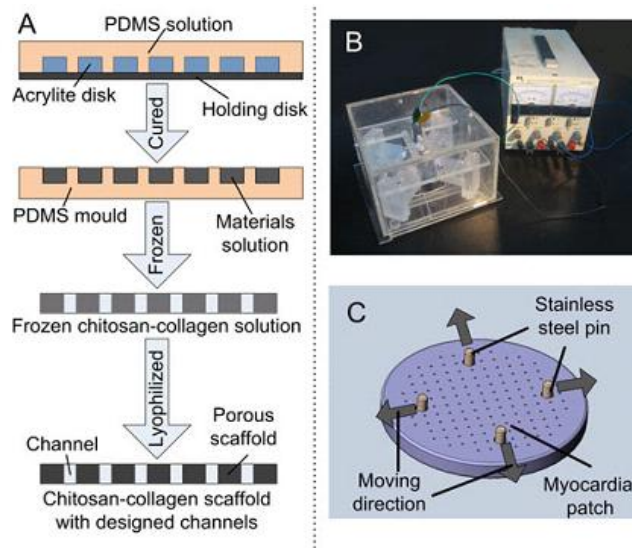 A
PDMS solution
Acrylite disk
Holding disk
Cured
PDMS mould
Materials
solution
Frozen
Frozen chitosan-collagen solution
Lyophilized
Channel
Porous
scaffold
Chitosan-collagen scaffold
with designed channels
B
C
Stainless
steel pin
Moving
direction
Myocardia
patch